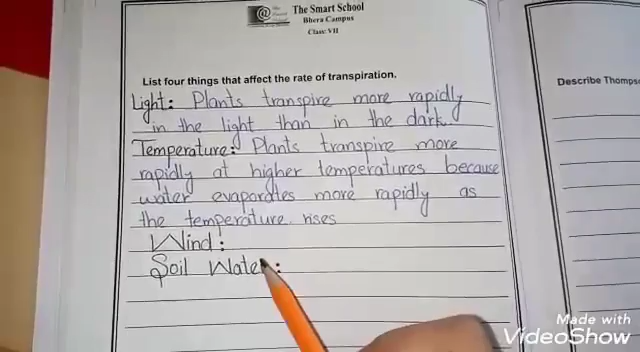 The Smart School
Bhera Campus
Class: VII
List four things that affect the rate of transpiration.
Light: Plants transpire more rapidly
in the light than in the dark.
Temperature: Plants transpire more
rapidly at higher temperatures because
water evaporates more rapidly as
the temperature rises
Wind:
Soil Water:
Describe Thomps
Made with
VideoShow